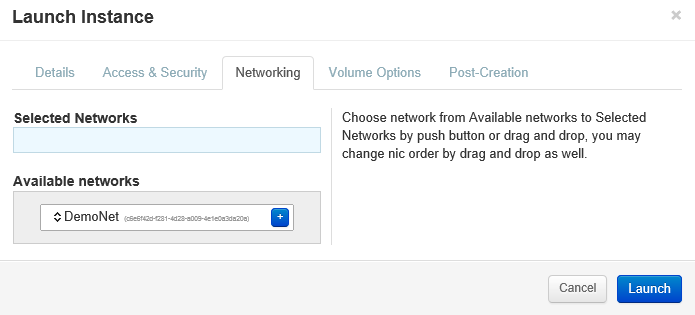 Launch Instance ×
Details Access & Security Networking Volume Options Post-Creation
Selected Networks
Choose network from Available networks to Selected
Networks by push button or drag and drop, you may
change nic order by drag and drop as well.
Available networks
DemoNet (c6e6f42d-f281-4d28-a009-4e1e0a3da20a) +
Cancel Launch